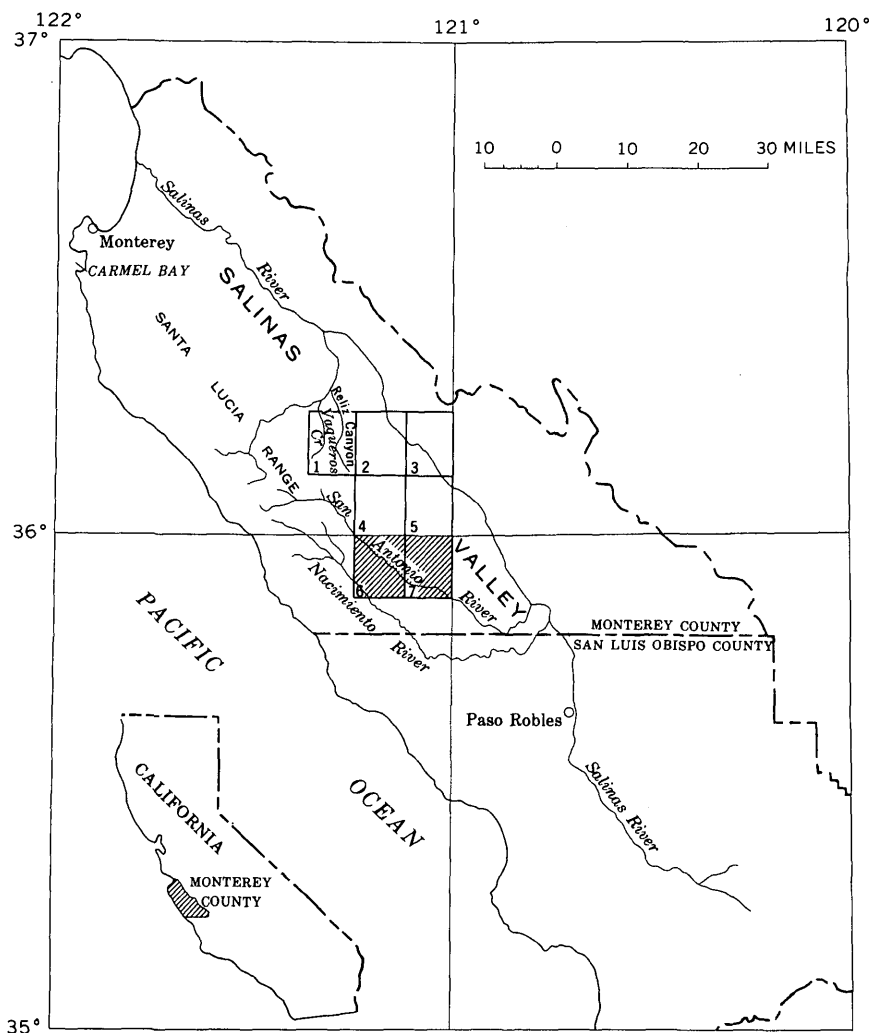 122°
121°
120°
37°
10 0 10 20 30 MILES
Salinas
River
Monterey
CARMEL BAY
SALINAS
SANTA
LUCIA
RANGE
Reliz Canyon
Vaqueros
Cr
1
2
3
San
36°
4
5
Antonio
River
VALLEY
6
7
Nacimiento
River
MONTEREY COUNTY
SAN LUIS OBISPO COUNTY
PACIFIC
OCEAN
Paso Robles
Salinas River
CALIFORNIA
MONTEREY
COUNTY
35°